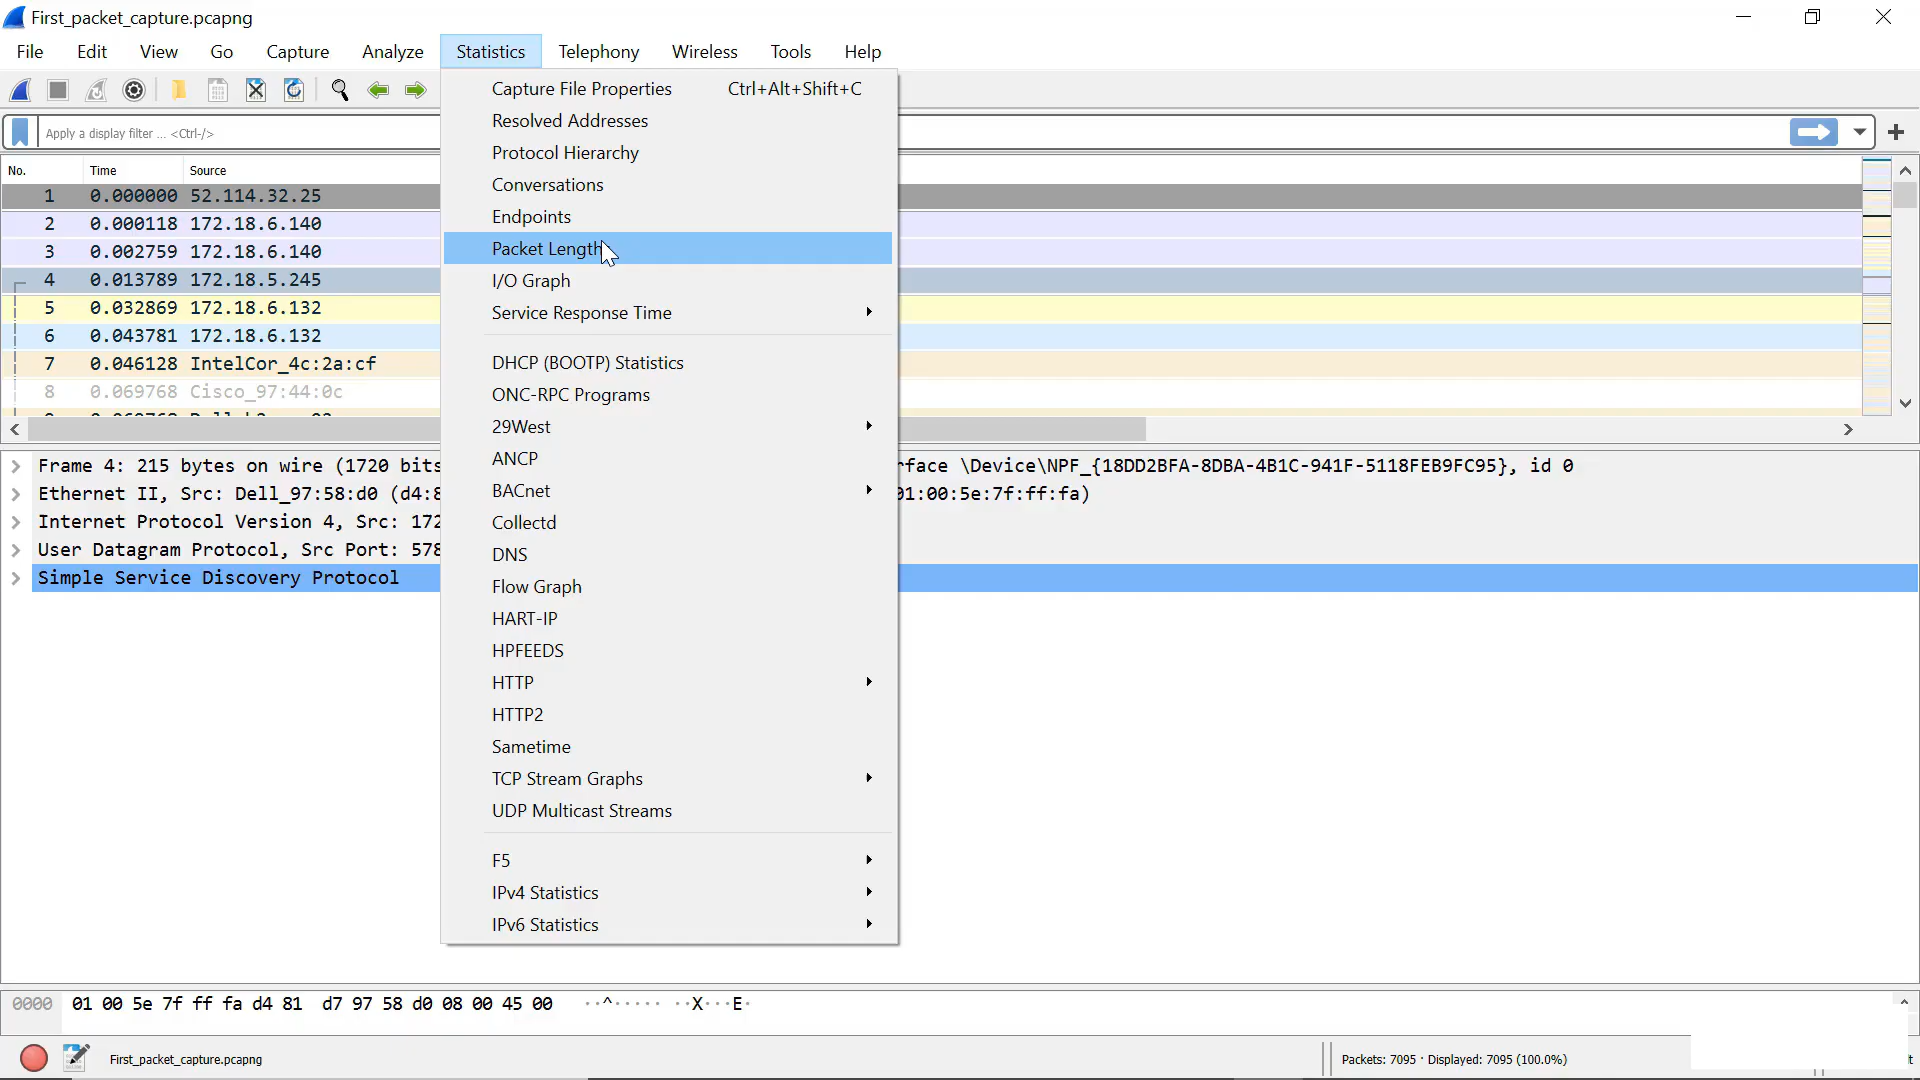 First_packet_capture.pcapng
File Edit View Go Capture Analyze Statistics Telephony Wireless Tools Help
Apply a display filter ... <Ctrl-/>
No. Time Source
1 0.000000 52.114.32.25
2 0.000118 172.18.6.140
3 0.002759 172.18.6.140
4 0.013789 172.18.5.245
5 0.032869 172.18.6.132
6 0.043781 172.18.6.132
7 0.046128 IntelCor_4c:2a:cf
8 0.069768 Cisco_97:44:0c
Capture File Properties Ctrl+Alt+Shift+C
Resolved Addresses
Protocol Hierarchy
Conversations
Endpoints
Packet Length
I/O Graph
Service Response Time
DHCP (BOOTP) Statistics
ONC-RPC Programs
29West
ANCP
BACnet
Collectd
DNS
Flow Graph
HART-IP
HPFEEDS
HTTP
HTTP2
Sametime
TCP Stream Graphs
UDP Multicast Streams
F5
IPv4 Statistics
IPv6 Statistics
Frame 4: 215 bytes on wire (1720 bits rface \Device\NPF_{18DD2BFA-8DBA-4B1C-941F-5118FEB9FC95}, id 0
Ethernet II, Src: Dell_97:58:d0 (d4:8 01:00:5e:7f:ff:fa)
Internet Protocol Version 4, Src: 172
User Datagram Protocol, Src Port: 578
Simple Service Discovery Protocol
0000 01 00 5e 7f ff fa d4 81 d7 97 58 d0 08 00 45 00 ··^····· ··X···E·
First_packet_capture.pcapng
Packets: 7095 · Displayed: 7095 (100.0%)